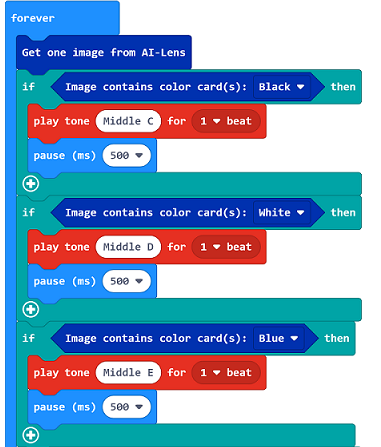 forever
Get one image from AI-Lens
if Image contains color card(s): Black then
play tone Middle C for 1 beat
pause (ms) 500
if Image contains color card(s): White then
play tone Middle D for 1 beat
pause (ms) 500
if Image contains color card(s): Blue then
play tone Middle E for 1 beat
pause (ms) 500